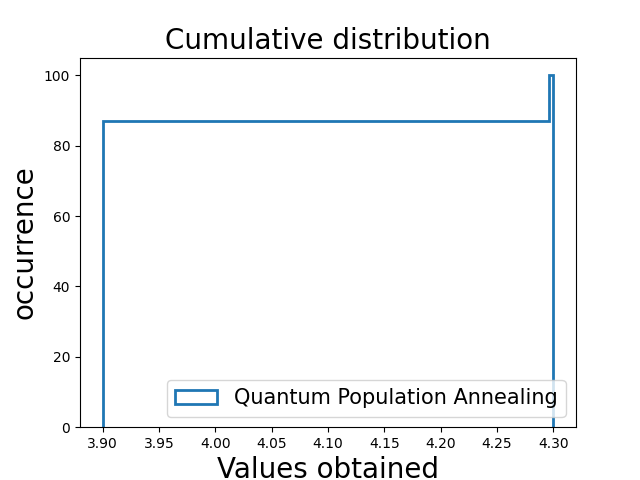 Cumulative distribution
occurrence
100
80
60
40
20
0
3.90 3.95 4.00 4.05 4.10 4.15 4.20 4.25 4.30
Values obtained
Quantum Population Annealing